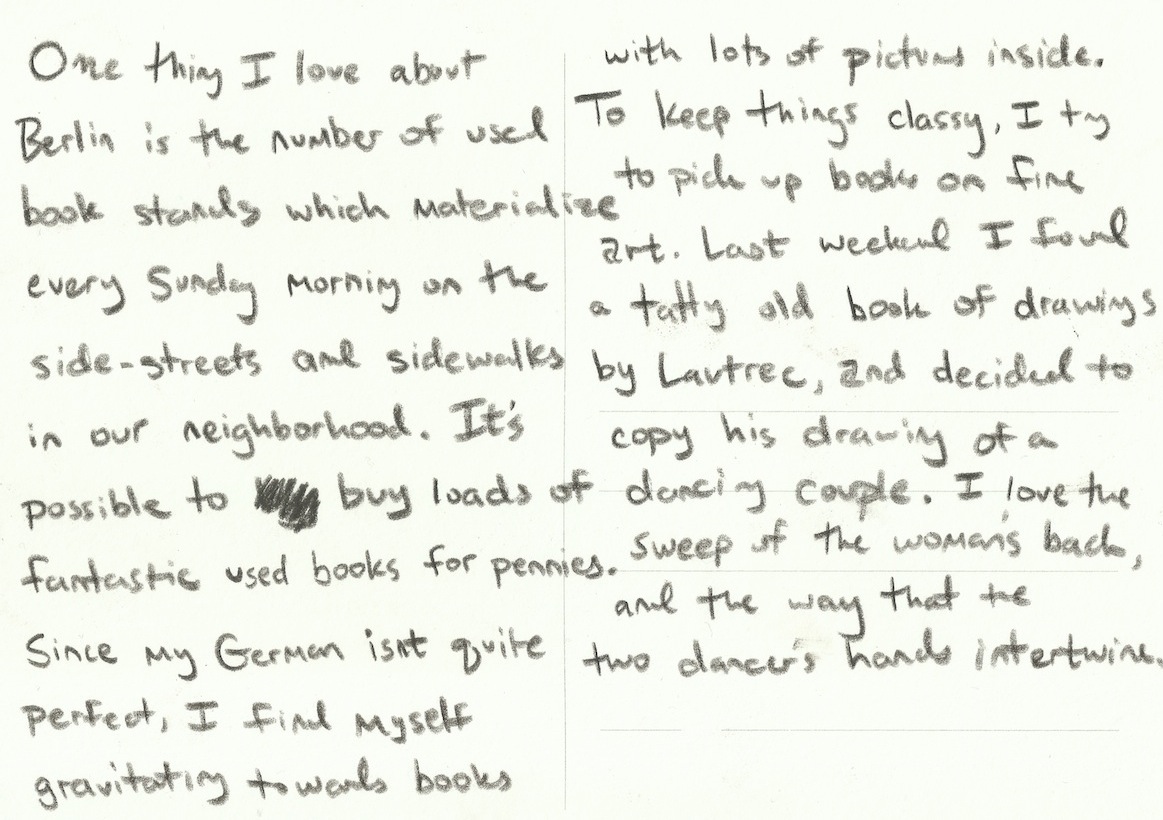 One thing I love about
Berlin is the number of used
book stands which materialize
every Sunday morning on the
side-streets and sidewalks
in our neighborhood. It's
possible to buy loads of
fantastic used books for pennies.
Since my German isnt quite
perfect, I find myself
gravitating towards books
with lots of pictures inside.
To keep things classy, I try
to pick up books on fine
art. Last weekend I found
a tatty old book of drawings
by Lautrec, and decided to
copy his drawing of a
dancing couple. I love the
sweep of the woman's back,
and the way that the
two dancer's hands intertwine.